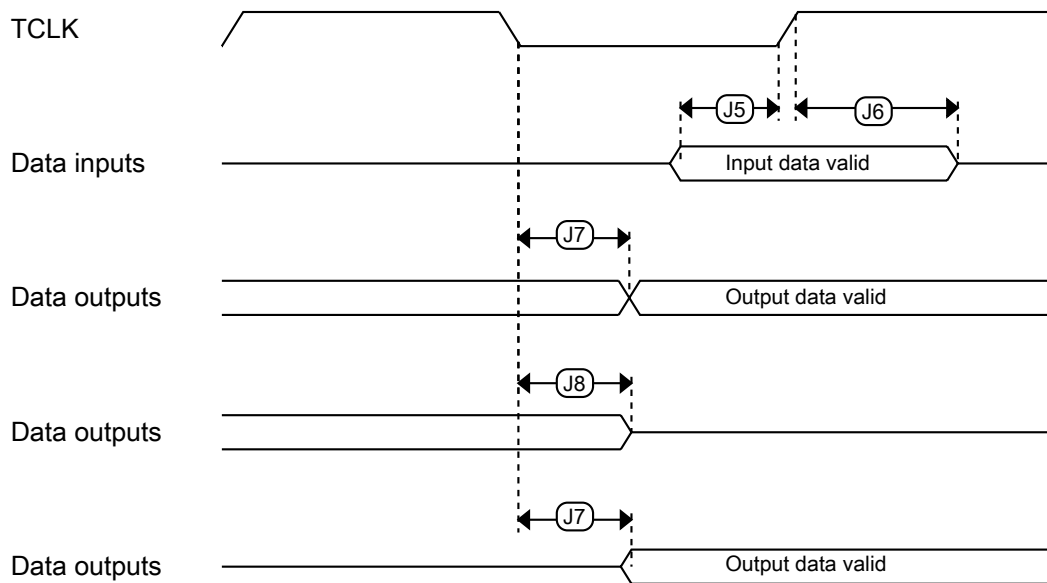 TCLK
J5
J6
Data inputs
Input data valid
J7
Data outputs
Output data valid
J8
Data outputs
J7
Data outputs
Output data valid